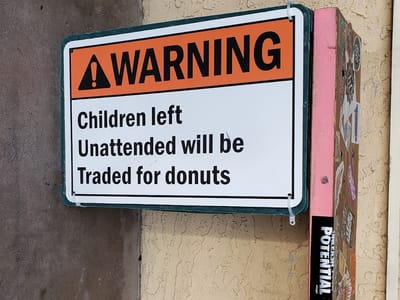 WARNING
Children left
Unattended will be
Traded for donuts
POTENTIAL